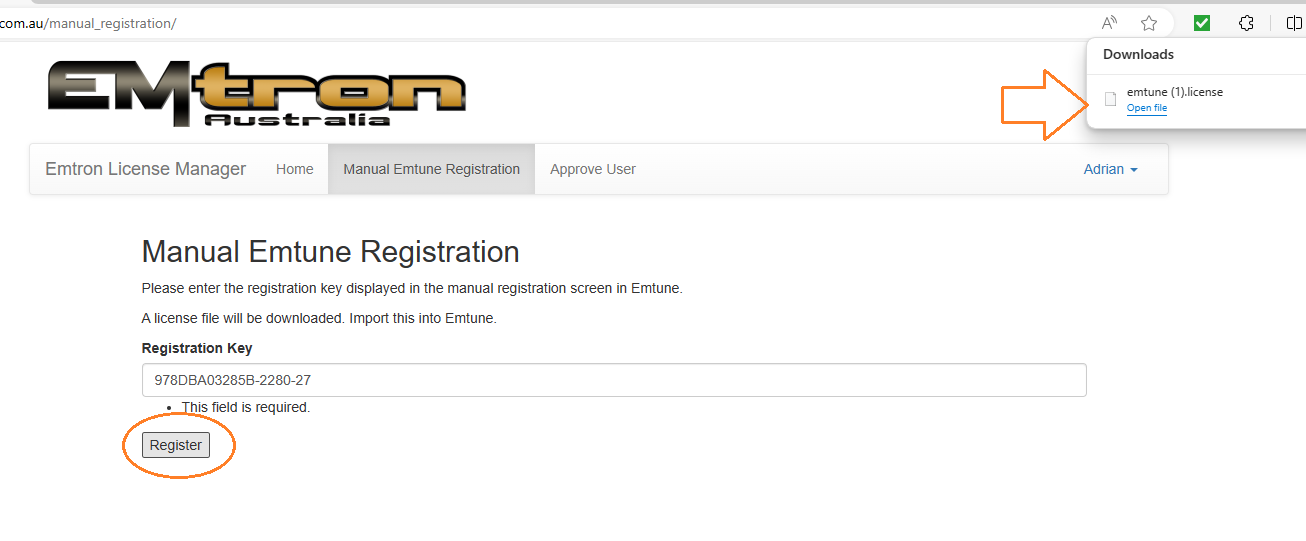 com.au/manual_registration/
Downloads
emtune (1).license
Open file
EMtron
Australia
Emtron License Manager Home Manual Emtune Registration Approve User Adrian
Manual Emtune Registration
Please enter the registration key displayed in the manual registration screen in Emtune.
A license file will be downloaded. Import this into Emtune.
Registration Key
978DBA03285B-2280-27
This field is required.
Register